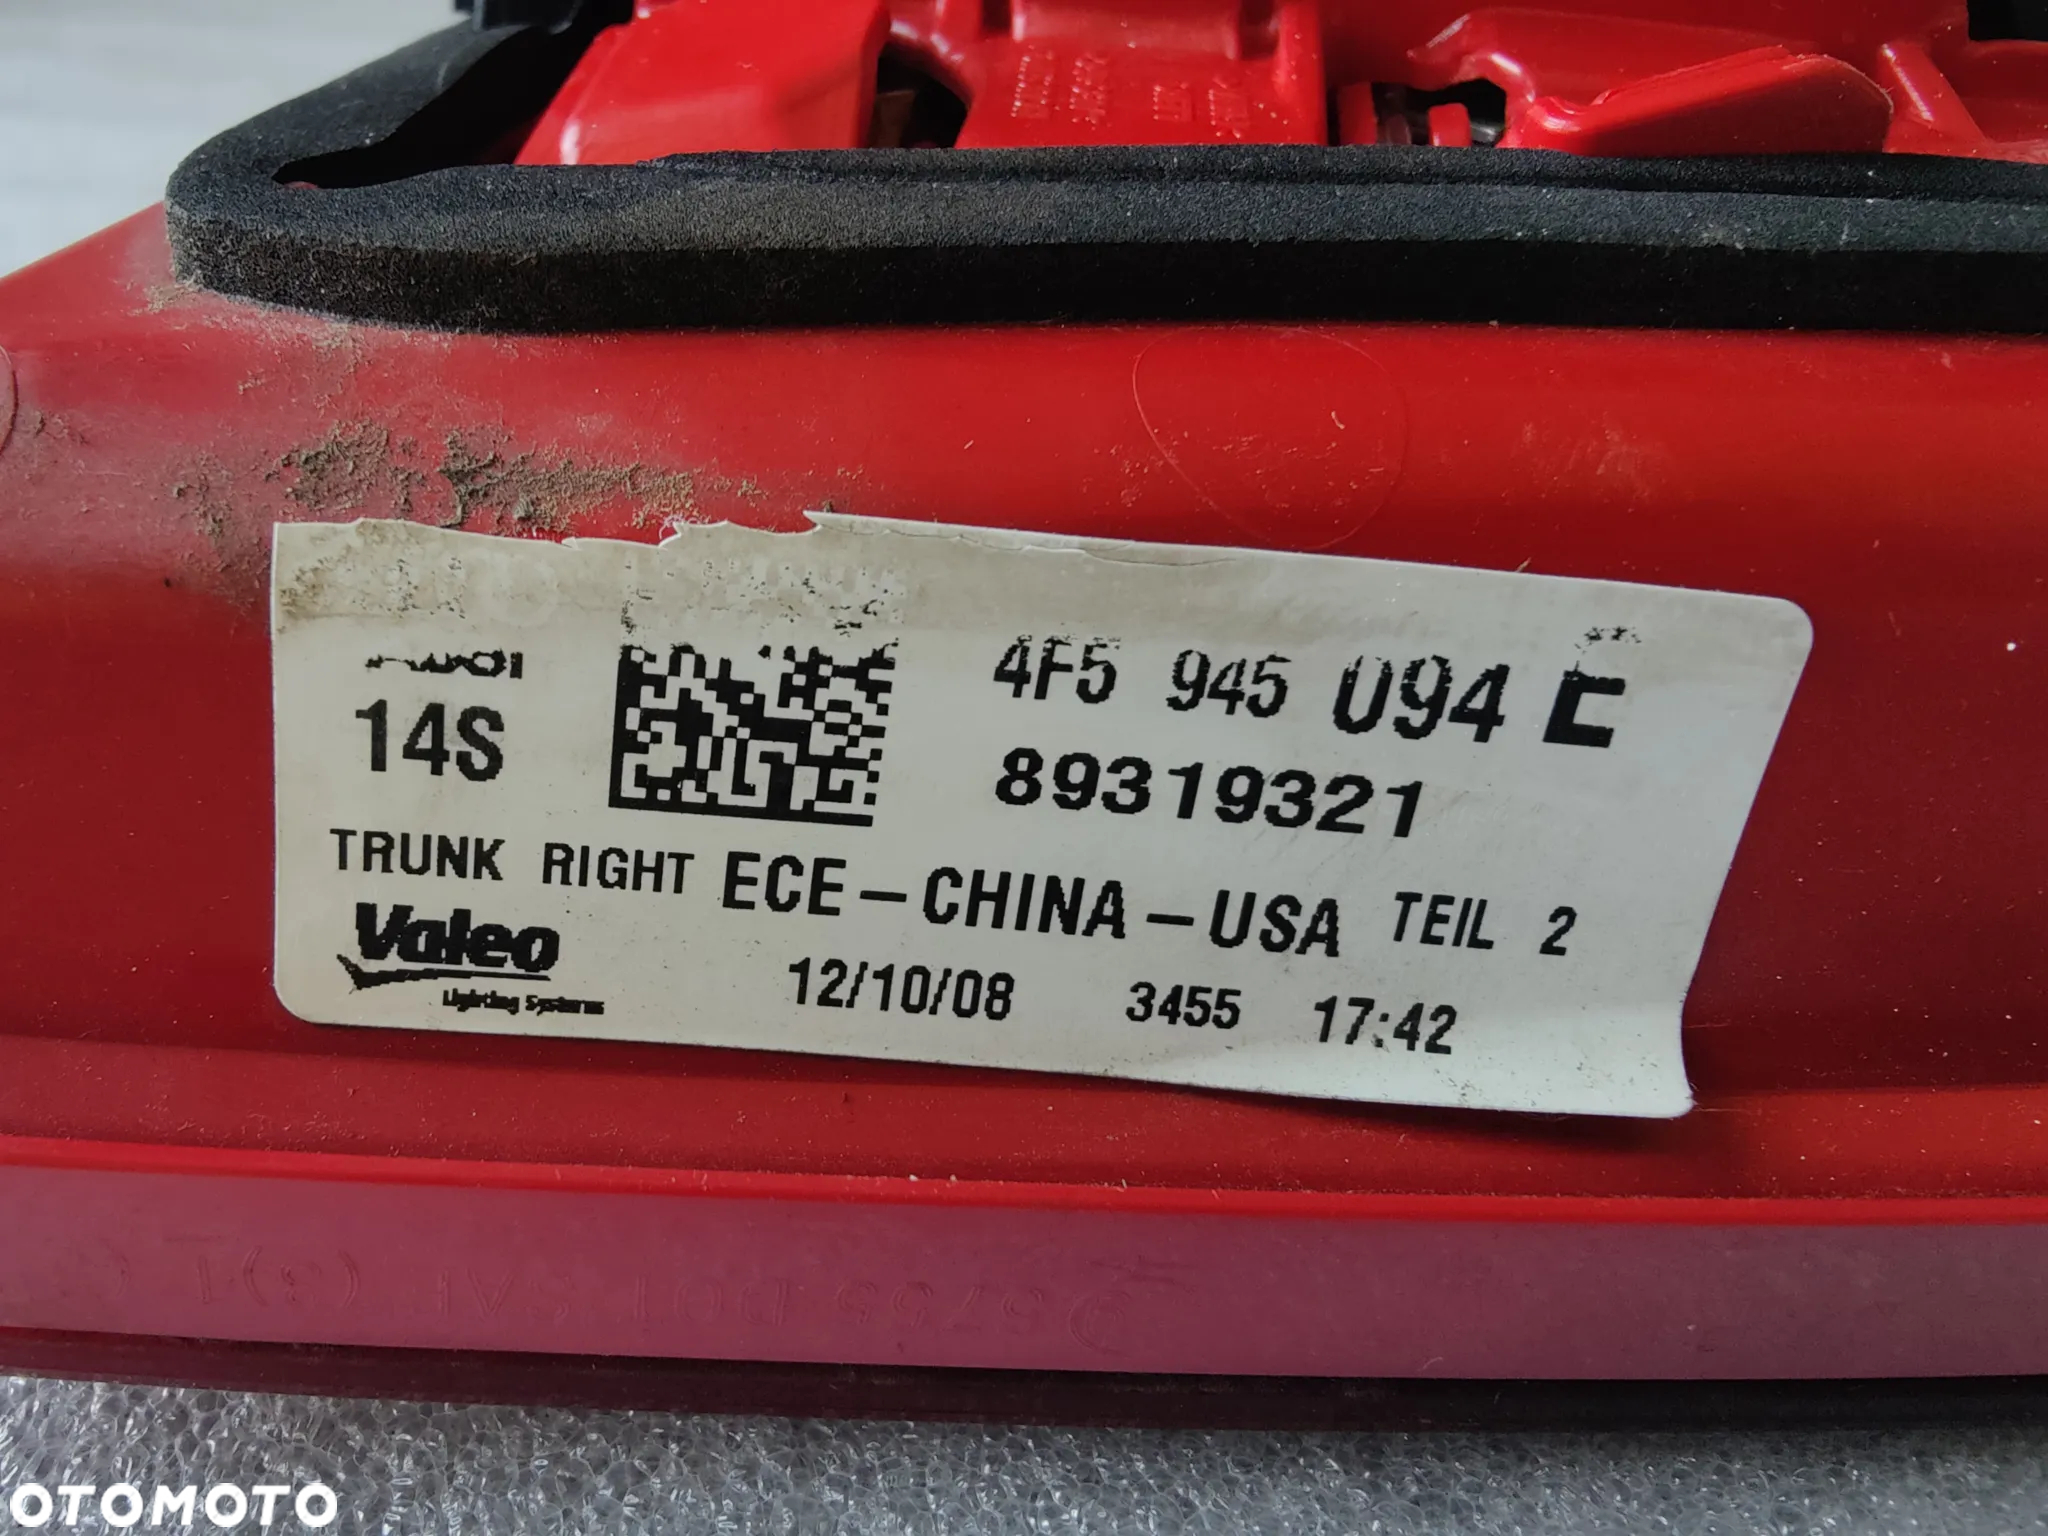 14S
4F5 945 094 E
89319321
TRUNK RIGHT ECE-CHINA-USA TEIL 2
Valeo
Lighting Systems
12/10/08 3455 17:42
OTOMOTO